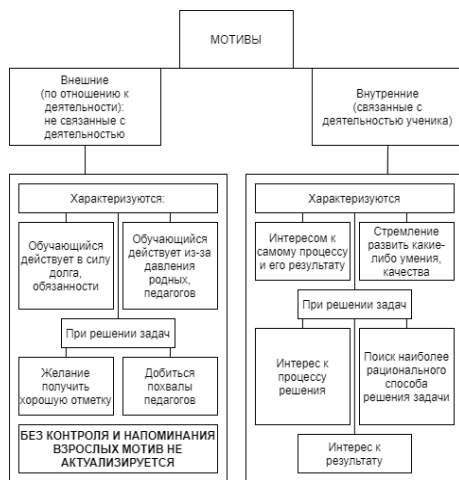 МОТИВЫ
Внешние
(по отношению к
деятельности):
не связанные с
деятельностью
Внутренние
(связанные с
деятельностью ученика)
Характеризуются:
Обучающийся
действует в силу
долга,
обязанности
Обучающийся
действует из-за
давления
родных,
педагогов
При решении задач
Желание
получить
хорошую отметку
Добиться
похвалы
педагогов
БЕЗ КОНТРОЛЯ И НАПОМИНАНИЯ
ВЗРОСЛЫХ МОТИВ НЕ
АКТУАЛИЗИРУЕТСЯ
Характеризуются
Интересом к
самому процессу
и его результату
Стремление
развить какие-
либо умения,
качества
При решении задач
Интерес к
процессу
решения
Поиск наиболее
рационального
способа
решения задачи
Интерес к
результату